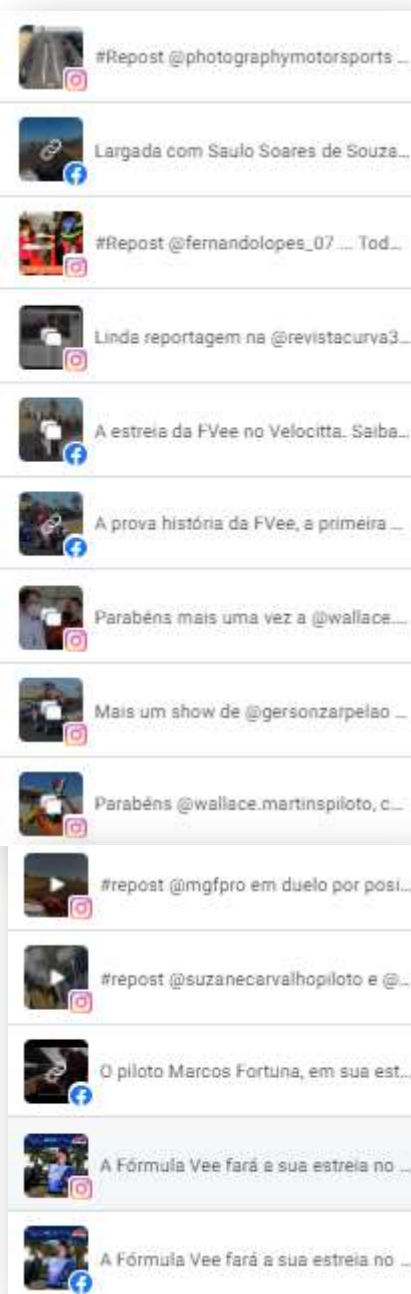 #Repost @photographymotorsports ...
Largada com Saulo Soares de Souza...
#Repost @fernandolopes_07 ... Tod...
Linda reportagem na @revistacurva3...
A estreia da FVee no Velocitta. Saiba...
A prova história da FVee, a primeira ...
Parabéns mais uma vez a @wallace....
Mais um show de @gersonzarpelao ...
Parabéns @wallace.martinspiloto, c...
#repost @mgfpro em duelo por posi...
#repost @suzanecarvalhopiloto e @...
O piloto Marcos Fortuna, em sua est...
A Fórmula Vee fará a sua estreia no ...
A Fórmula Vee fará a sua estreia no ...